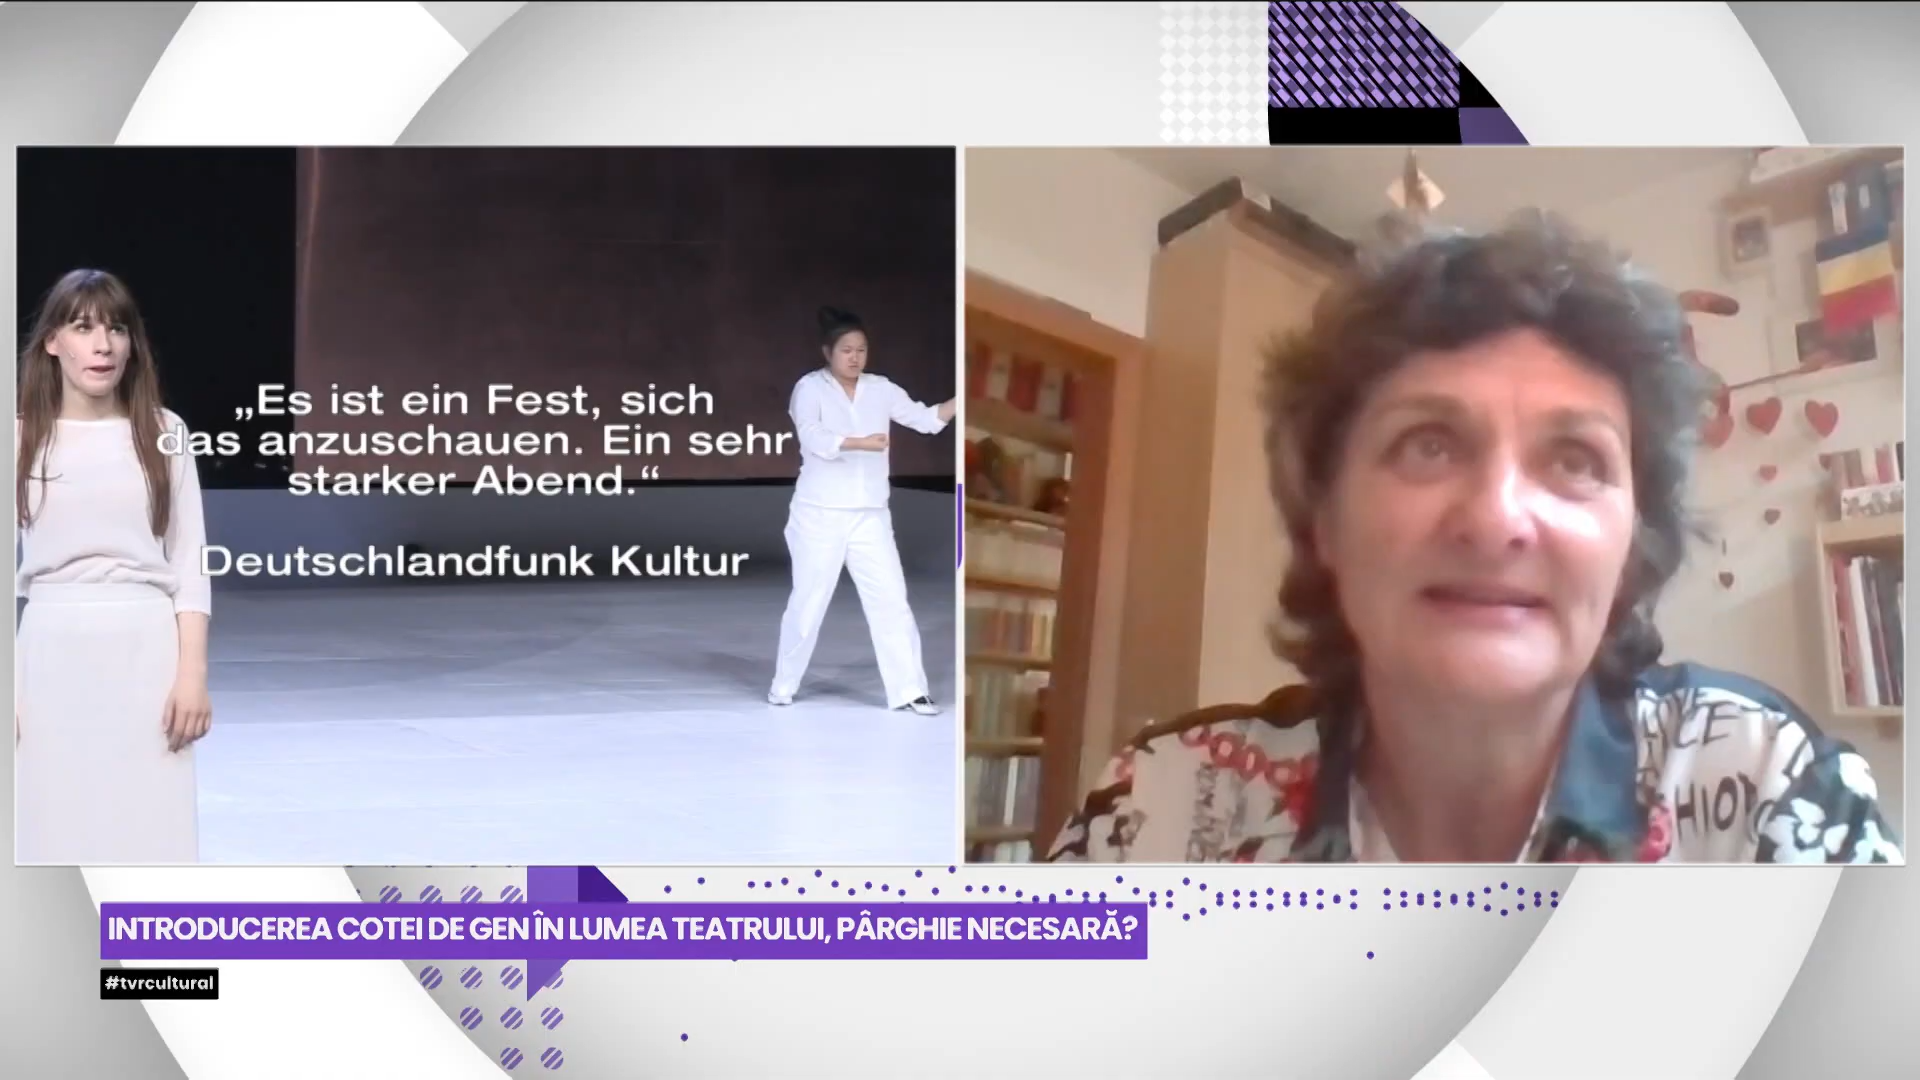 „Es ist ein Fest, sich
das anzuschauen. Ein sehr
starker Abend.“
Deutschlandfunk Kultur
INTRODUCEREA COTEI DE GEN ÎN LUMEA TEATRULUI, PÂRGHIE NECESARĂ?
#tvrcultural